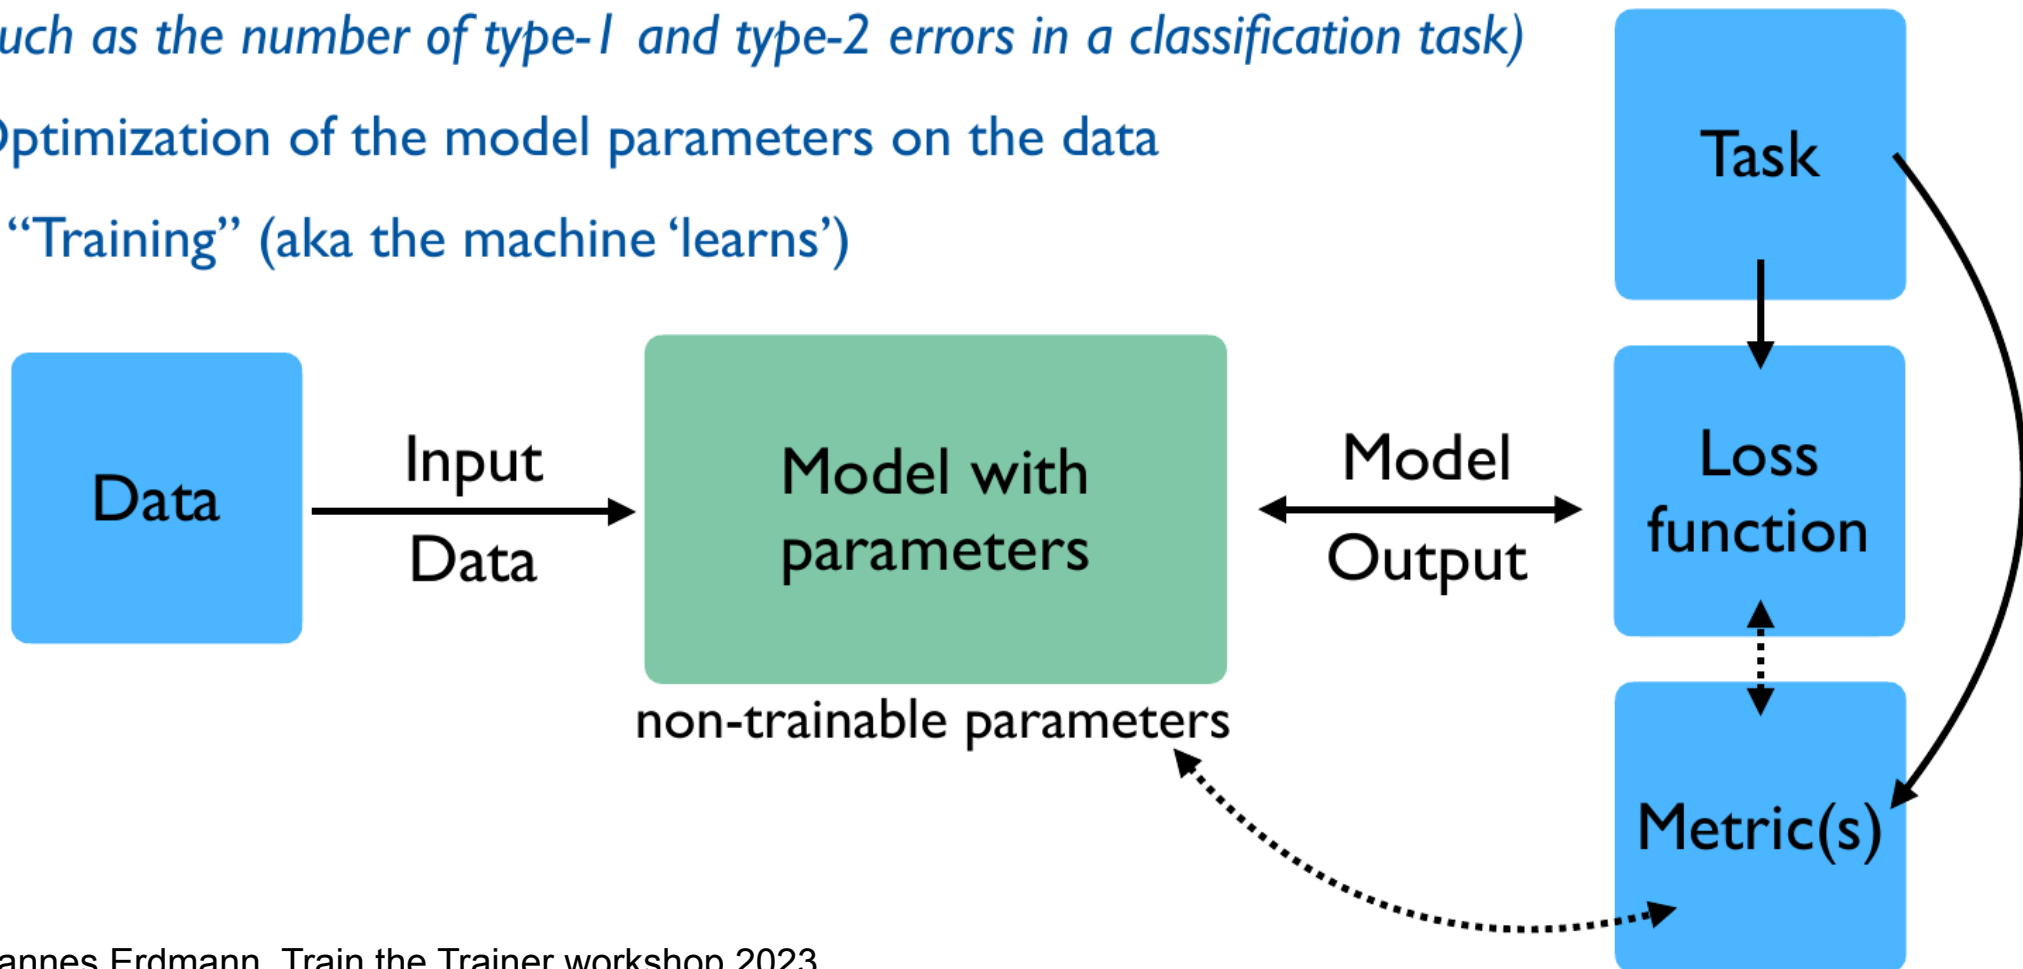 uch as the number of type-1 and type-2 errors in a classification task)
Optimization of the model parameters on the data
“Training” (aka the machine ‘learns’)
Task
Data
Input
Data
Model with
parameters
non-trainable parameters
Model
Output
Loss
function
Metric(s)
annes Erdmann, Train the Trainer workshop 2023